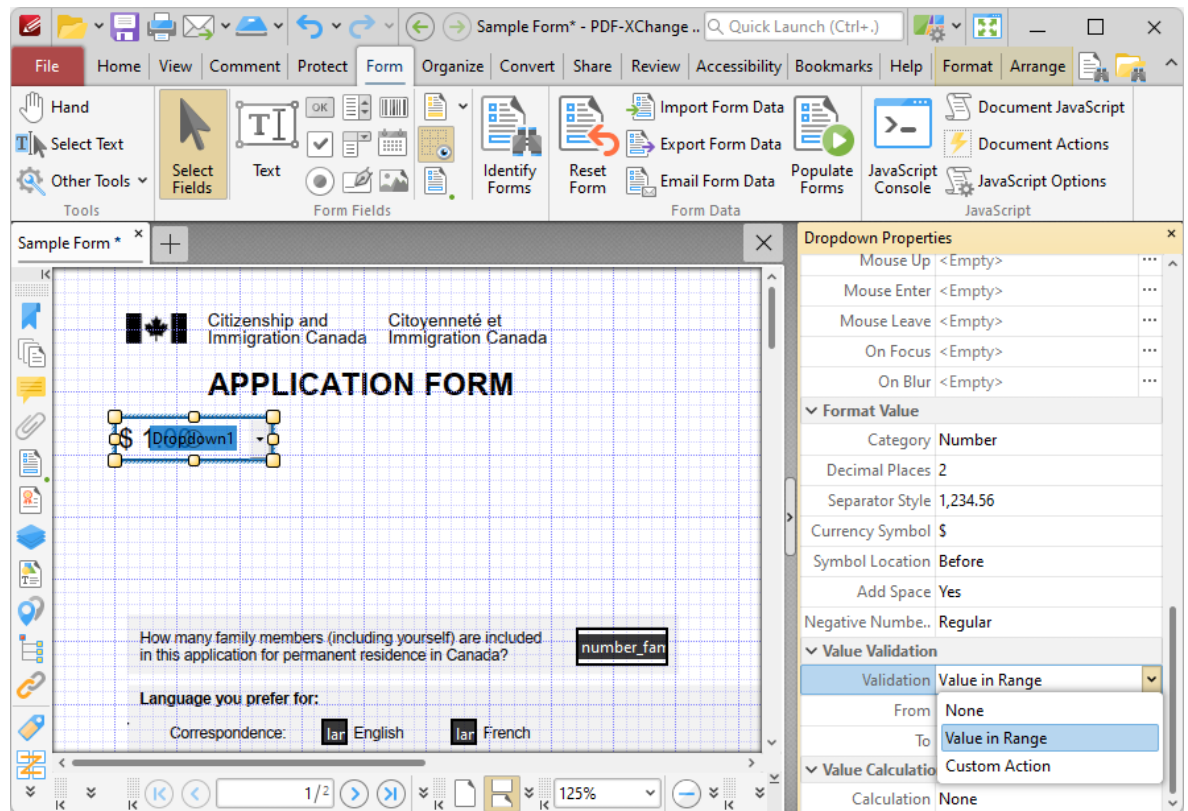 Sample Form* - PDF-XChange ..
Quick Launch (Ctrl+.)
File Home View Comment Protect Form Organize Convert Share Review Accessibility Bookmarks Help Format Arrange
Hand
Select Text
Other Tools
Tools
Select Fields
Text
OK
Form Fields
Identify Forms
Reset Form
Import Form Data
Export Form Data
Email Form Data
Populate Forms
Form Data
JavaScript Console
Document JavaScript
Document Actions
JavaScript Options
JavaScript
Sample Form *
Citizenship and
Immigration Canada
Citoyenneté et
Immigration Canada
APPLICATION FORM
$ 1.00
Dropdown1
How many family members (including yourself) are included
in this application for permanent residence in Canada?
number_fan
Language you prefer for:
Correspondence: lar English lar French
1/2
125%
Dropdown Properties
Mouse Up <Empty>
Mouse Enter <Empty>
Mouse Leave <Empty>
On Focus <Empty>
On Blur <Empty>
Format Value
Category Number
Decimal Places 2
Separator Style 1,234.56
Currency Symbol $
Symbol Location Before
Add Space Yes
Negative Numbe.. Regular
Value Validation
Validation Value in Range
From
To
None
Value in Range
Custom Action
Value Calculatio
Calculation None